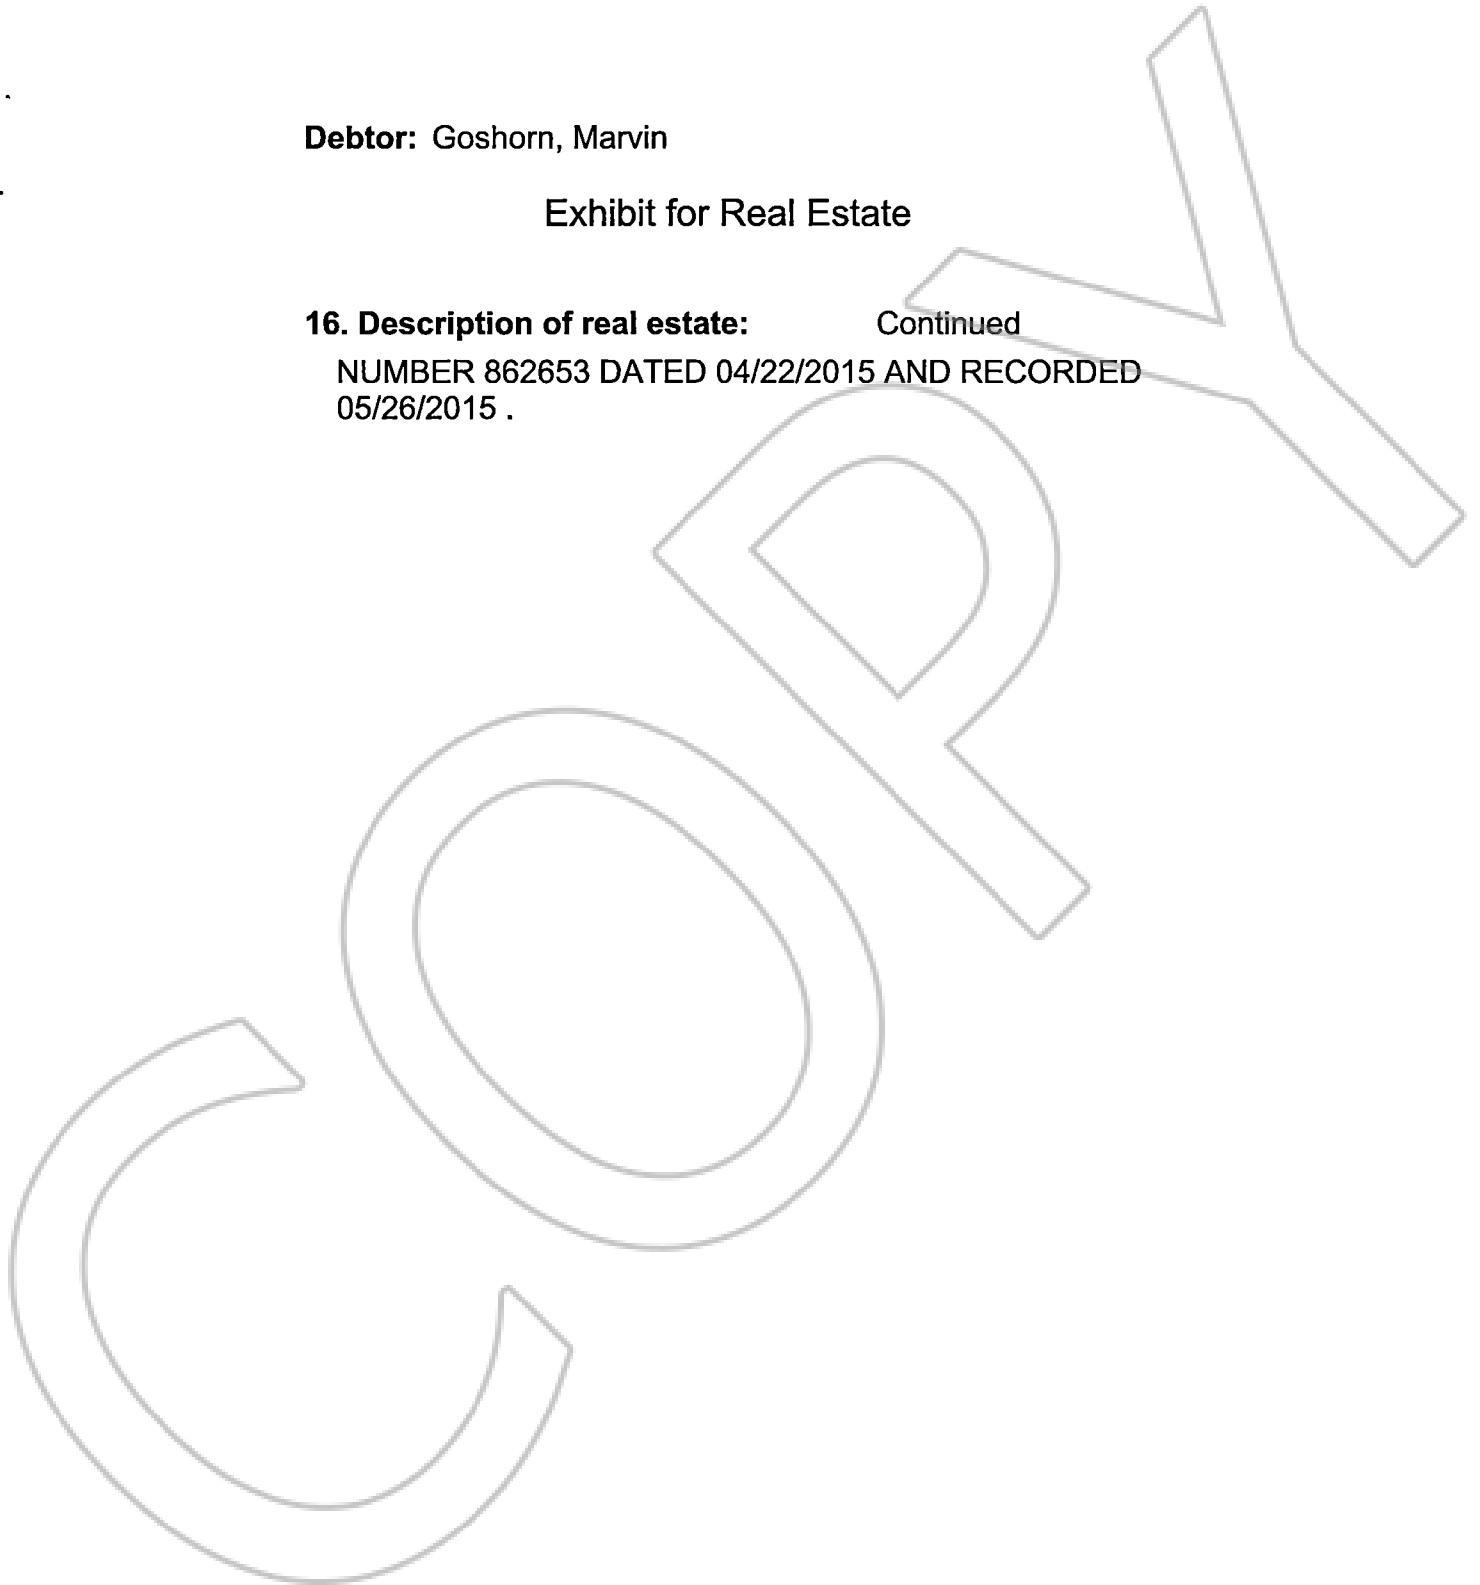 Debtor: Goshorn, Marvin
Exhibit for Real Estate
16. Description of real estate: Continued
NUMBER 862653 DATED 04/22/2015 AND RECORDED
05/26/2015 .
COPY